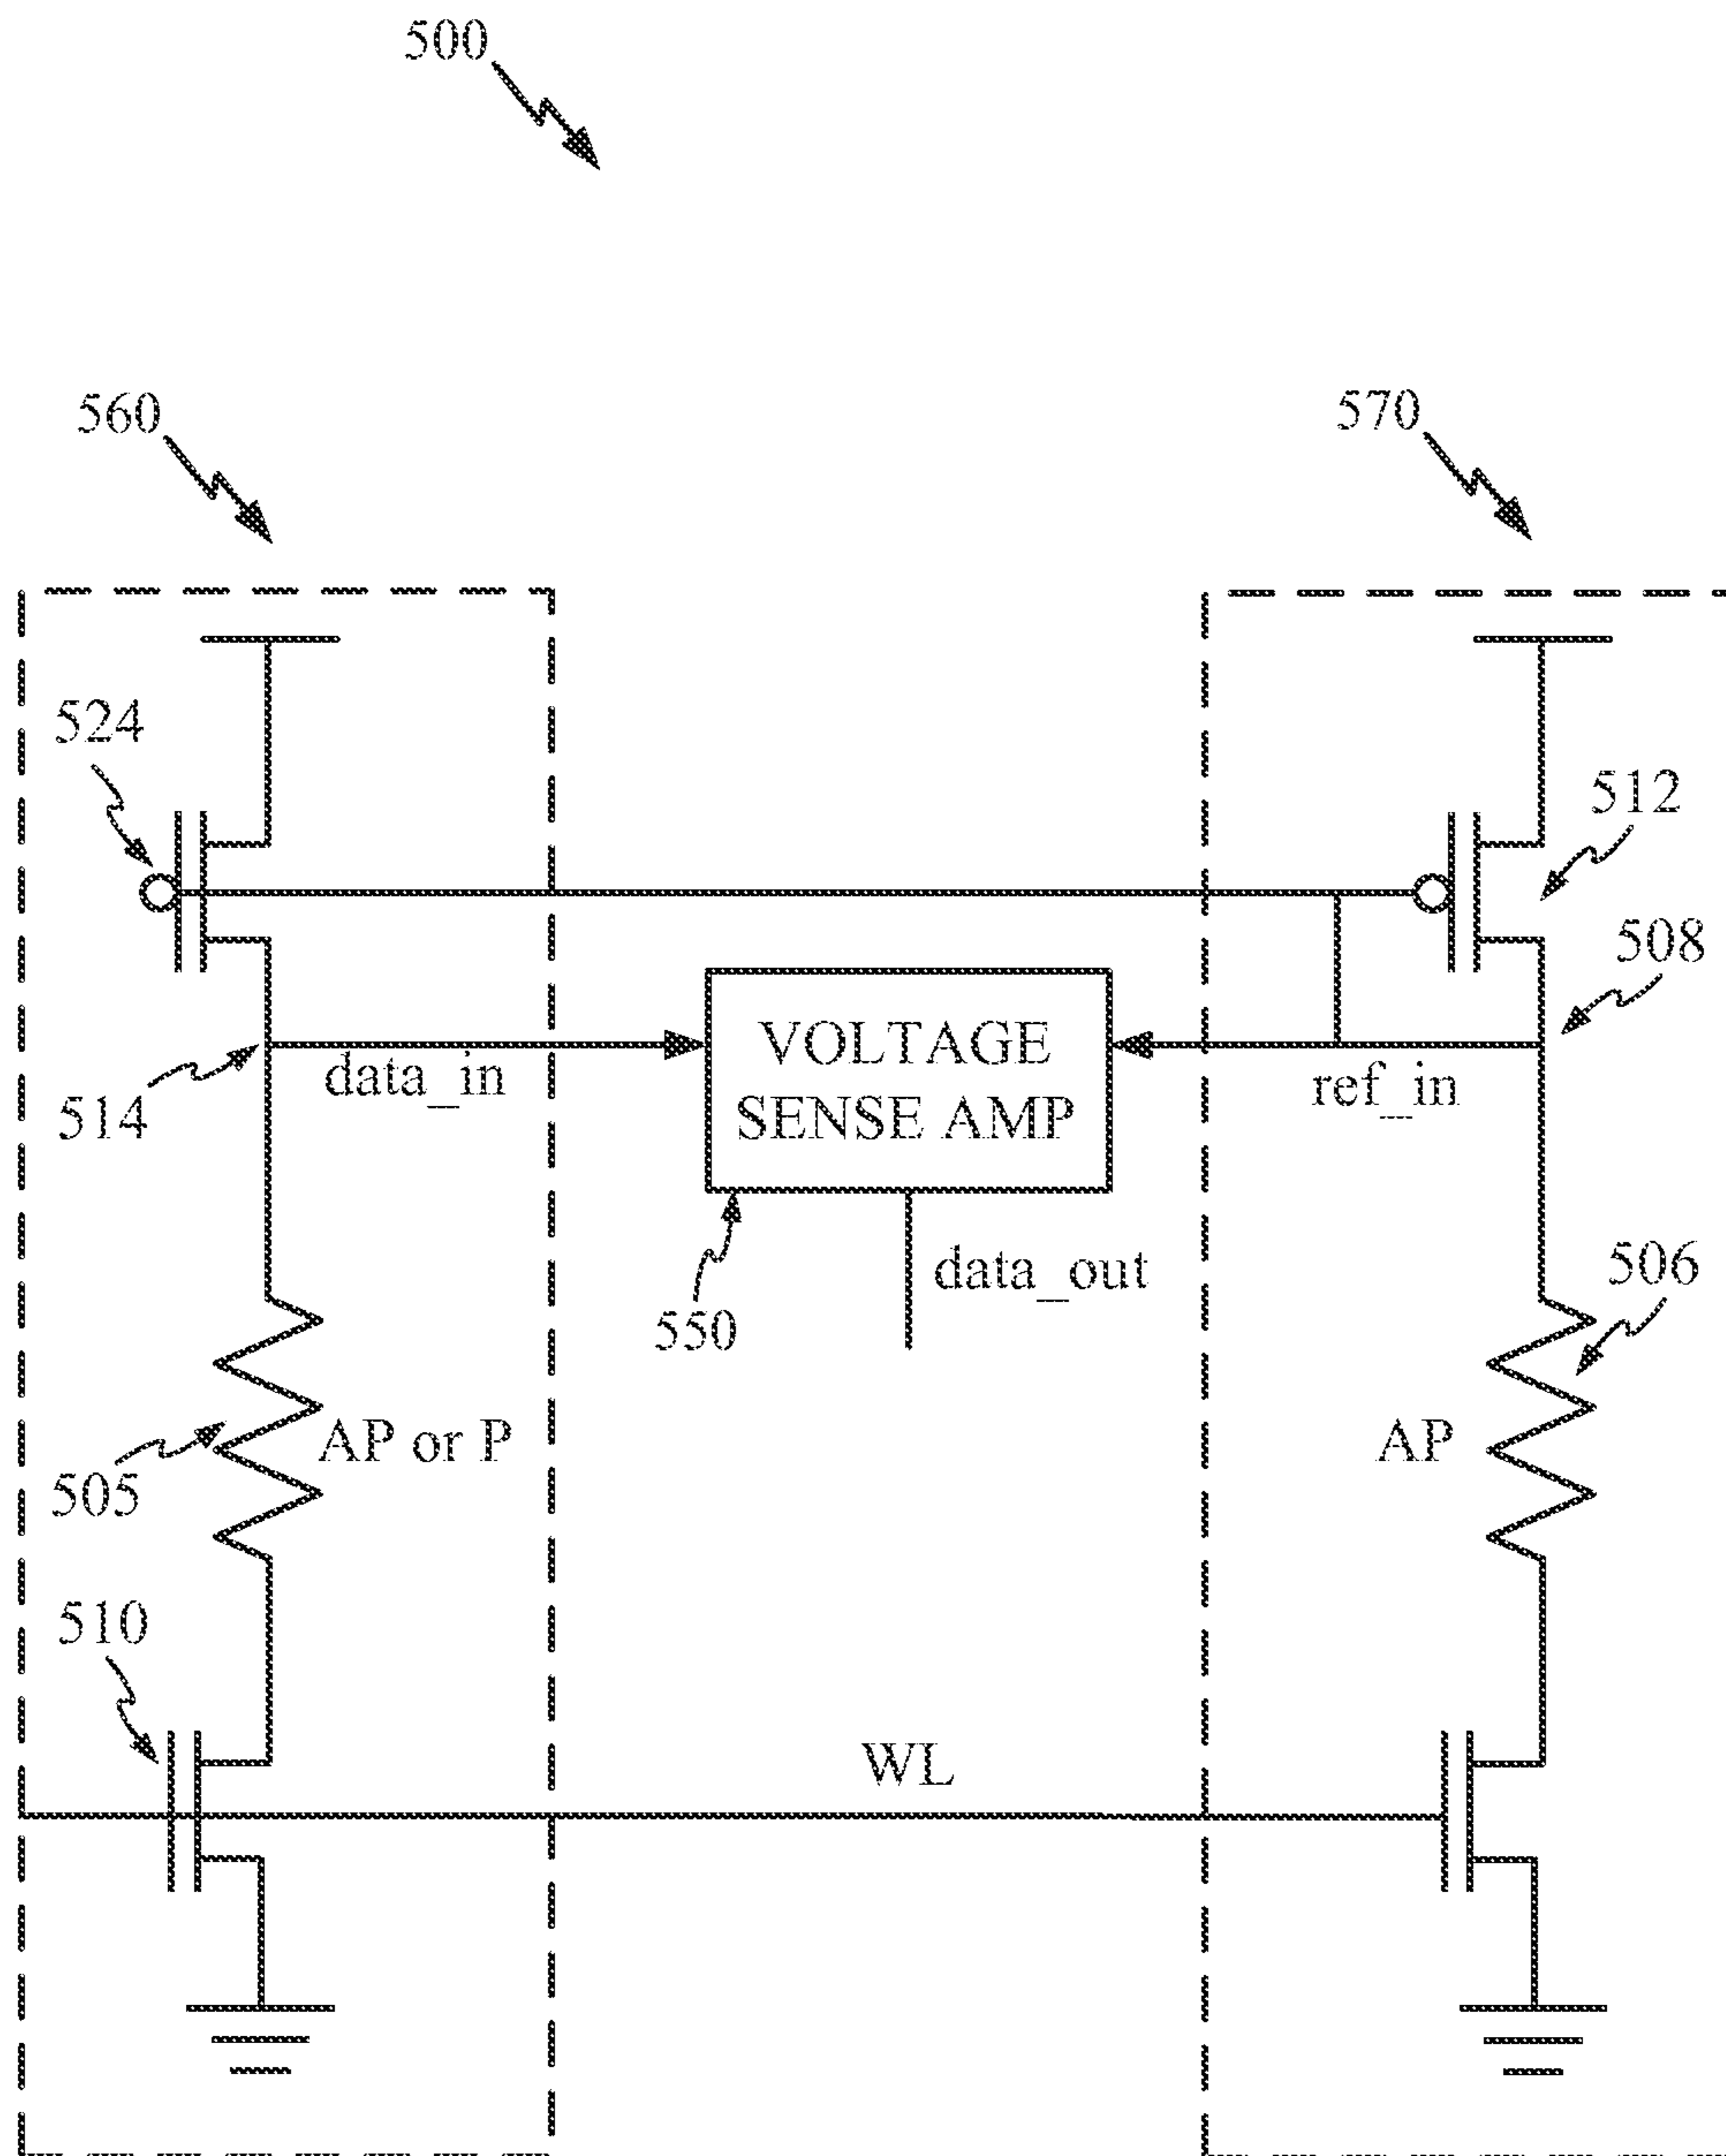 500
560
570
524
512
508
VOLTAGE
SENSE AMP
data_in
ref_in
514
data_out
506
550
AP or P
AP
505
510
WL